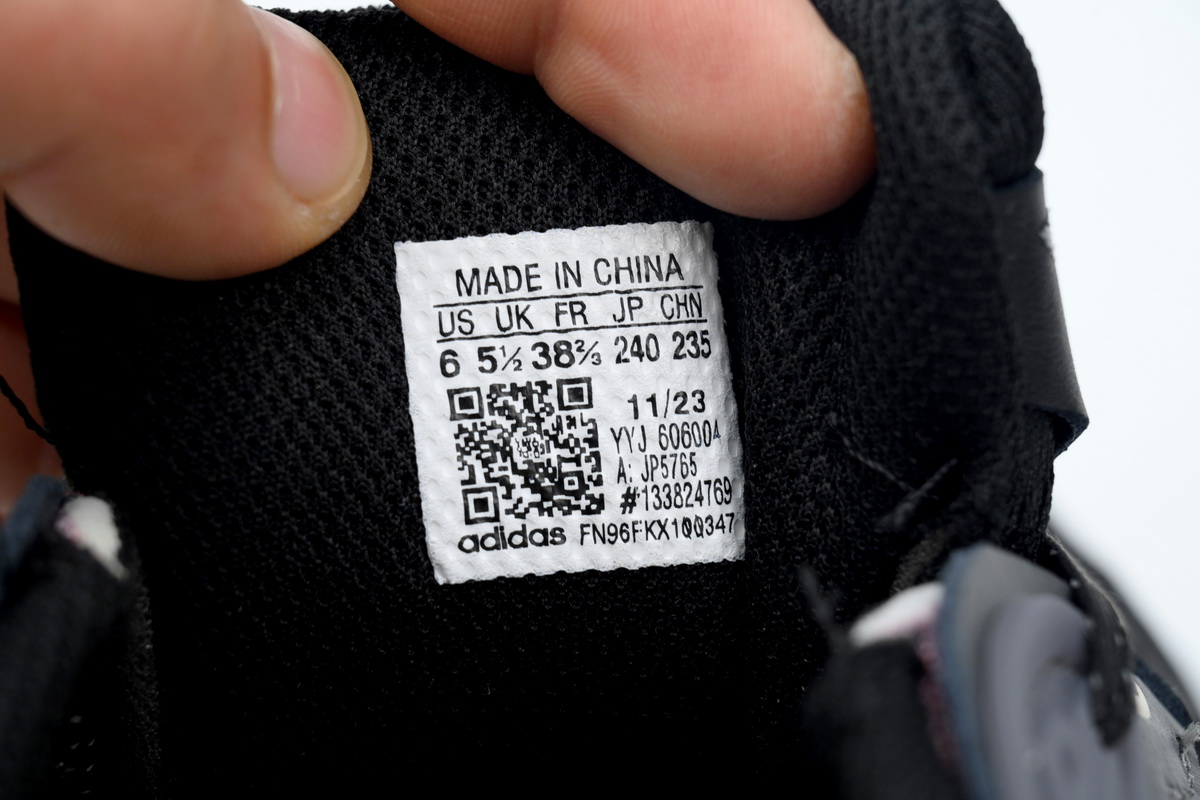 MADE IN CHINA
US UK FR JP CHN
6 5½ 38⅔ 240 235
11/23
YYJ 606004
A: JP5765
#133824769
adidas FN96FKX100347